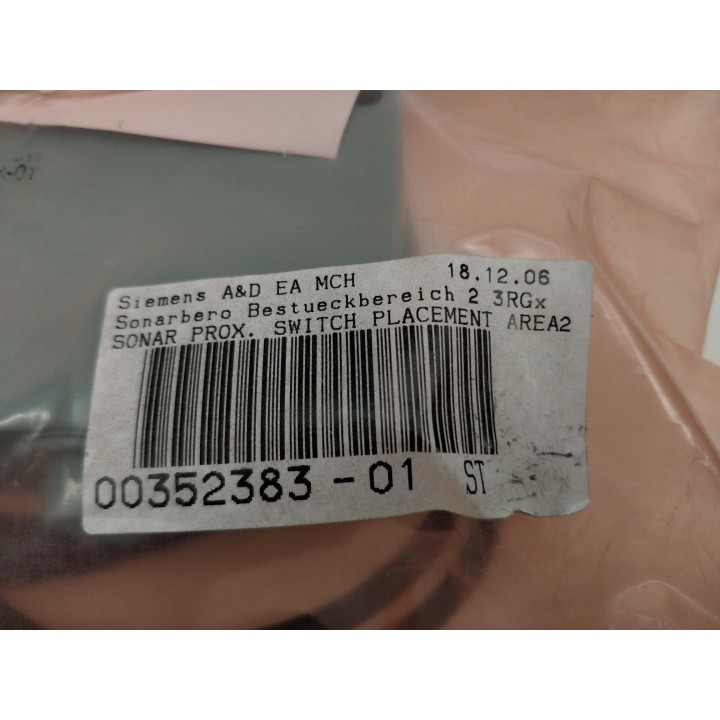 Siemens A&D EA MCH 18.12.06
Sonarbero Bestueckbereich 2 3RGx
SONAR PROX. SWITCH PLACEMENT AREA2
00352383-01 ST